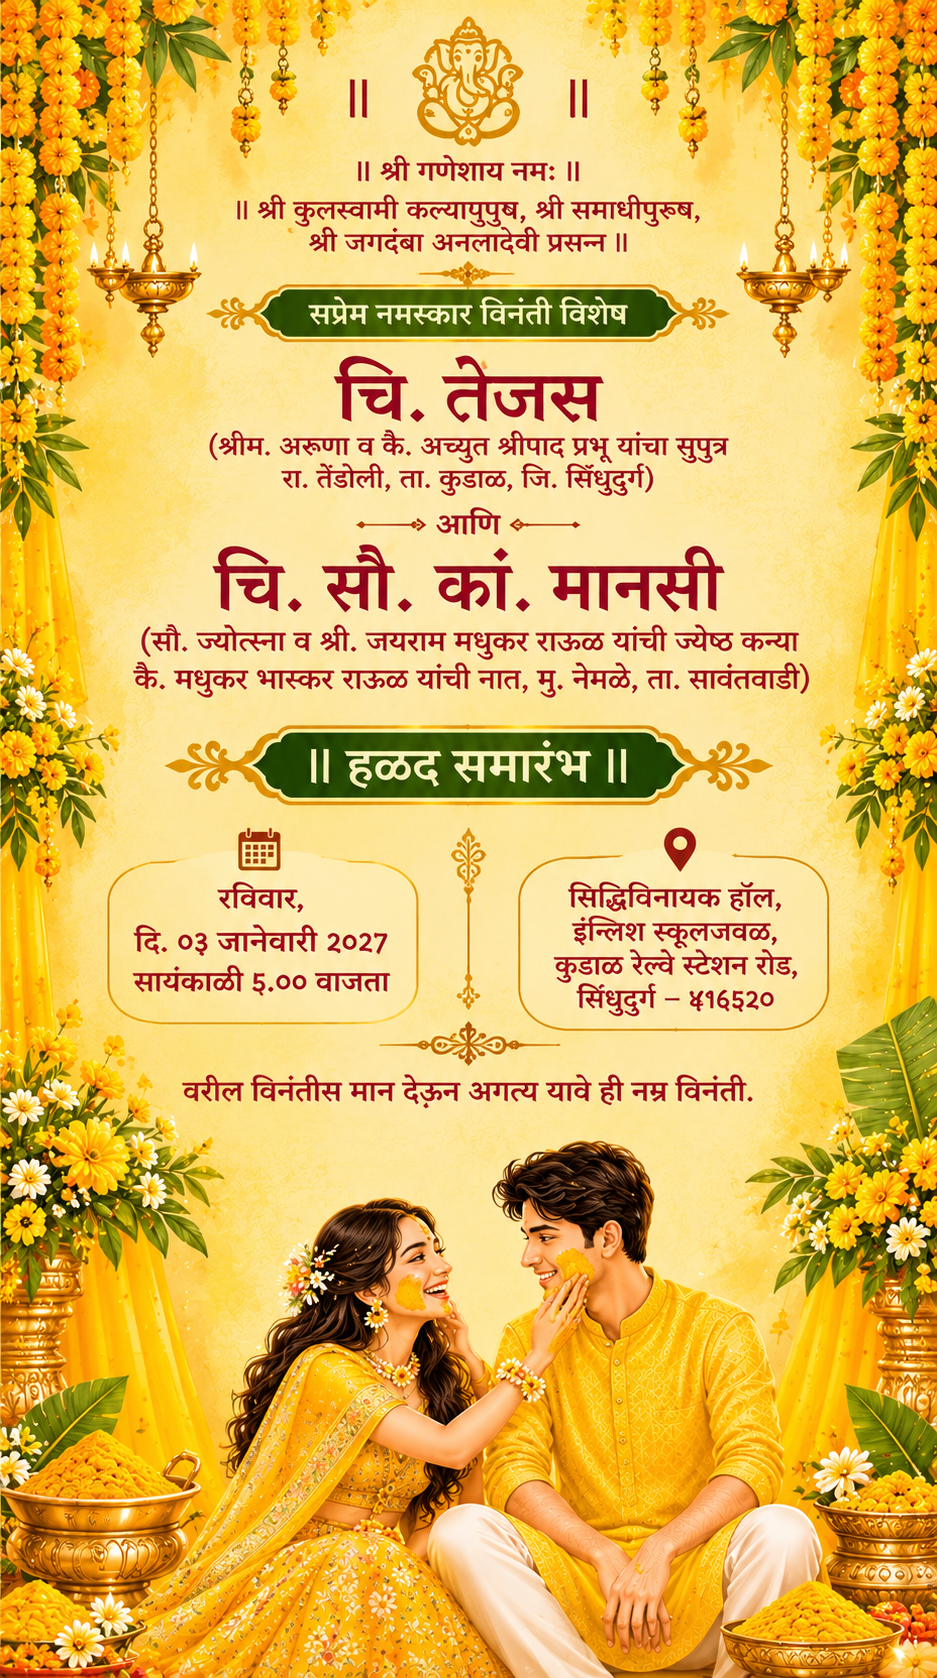 ॥ ॥
॥ श्री गणेशाय नमः ॥
॥ श्री कुलस्वामी कल्यायुपुष, श्री समाधीपुरुष,
श्री जगदंबा अनलादेवी प्रसन्न ॥
सप्रेम नमस्कार विनंती विशेष
चि. तेजस
(श्रीम. अरूणा व कै. अच्युत श्रीपाद प्रभू यांचा सुपुत्र
रा. तेंडोली, ता. कुडाळ, जि. सिंधुदुर्ग)
आणि
चि. सौ. कां. मानसी
(सौ. ज्योत्स्ना व श्री. जयराम मधुकर राऊळ यांची ज्येष्ठ कन्या
कै. मधुकर भास्कर राऊळ यांची नात, मु. नेमळे, ता. सावंतवाडी)
॥ हळद समारंभ ॥
रविवार,
दि. ०३ जानेवारी २०२७
सायंकाळी ५.०० वाजता
सिद्धिविनायक हॉल,
इंग्लिश स्कूलजवळ,
कुडाळ रेल्वे स्टेशन रोड,
सिंधुदुर्ग – ४१६५२०
वरील विनंतीस मान देऊन अगत्य यावे ही नम्र विनंती.